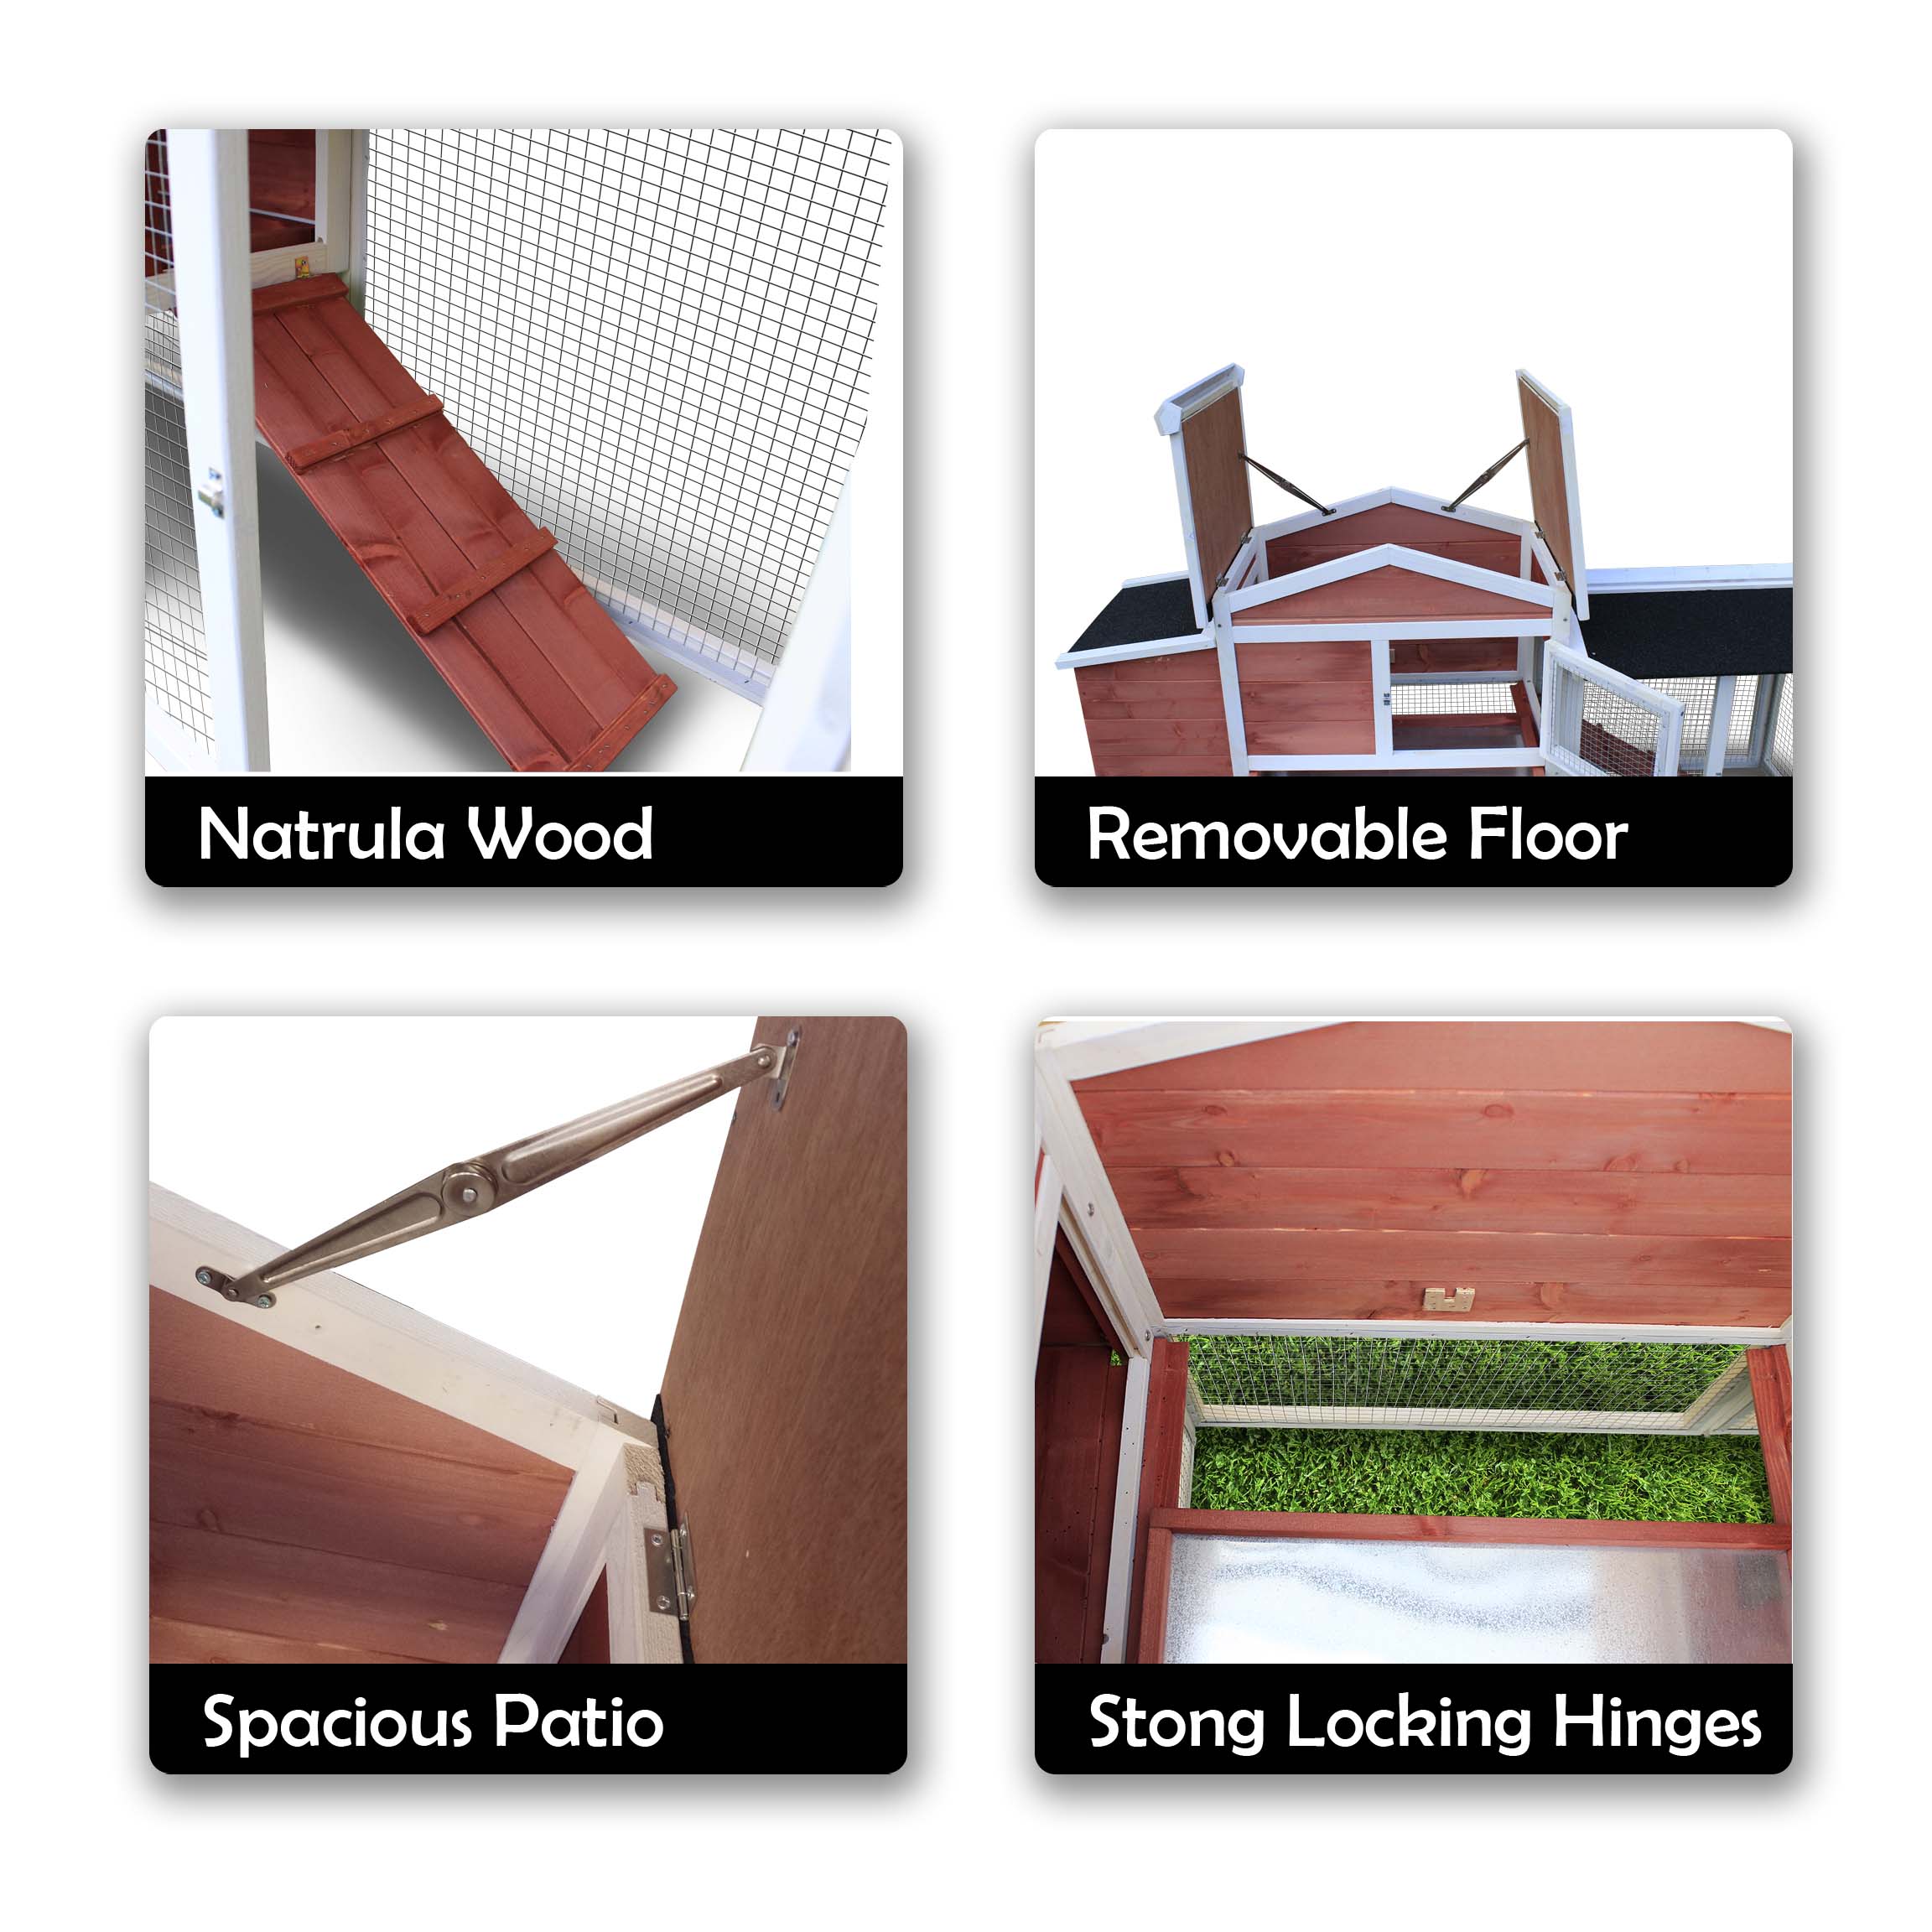 Natrula Wood
Removable Floor
Spacious Patio
Stong Locking Hinges